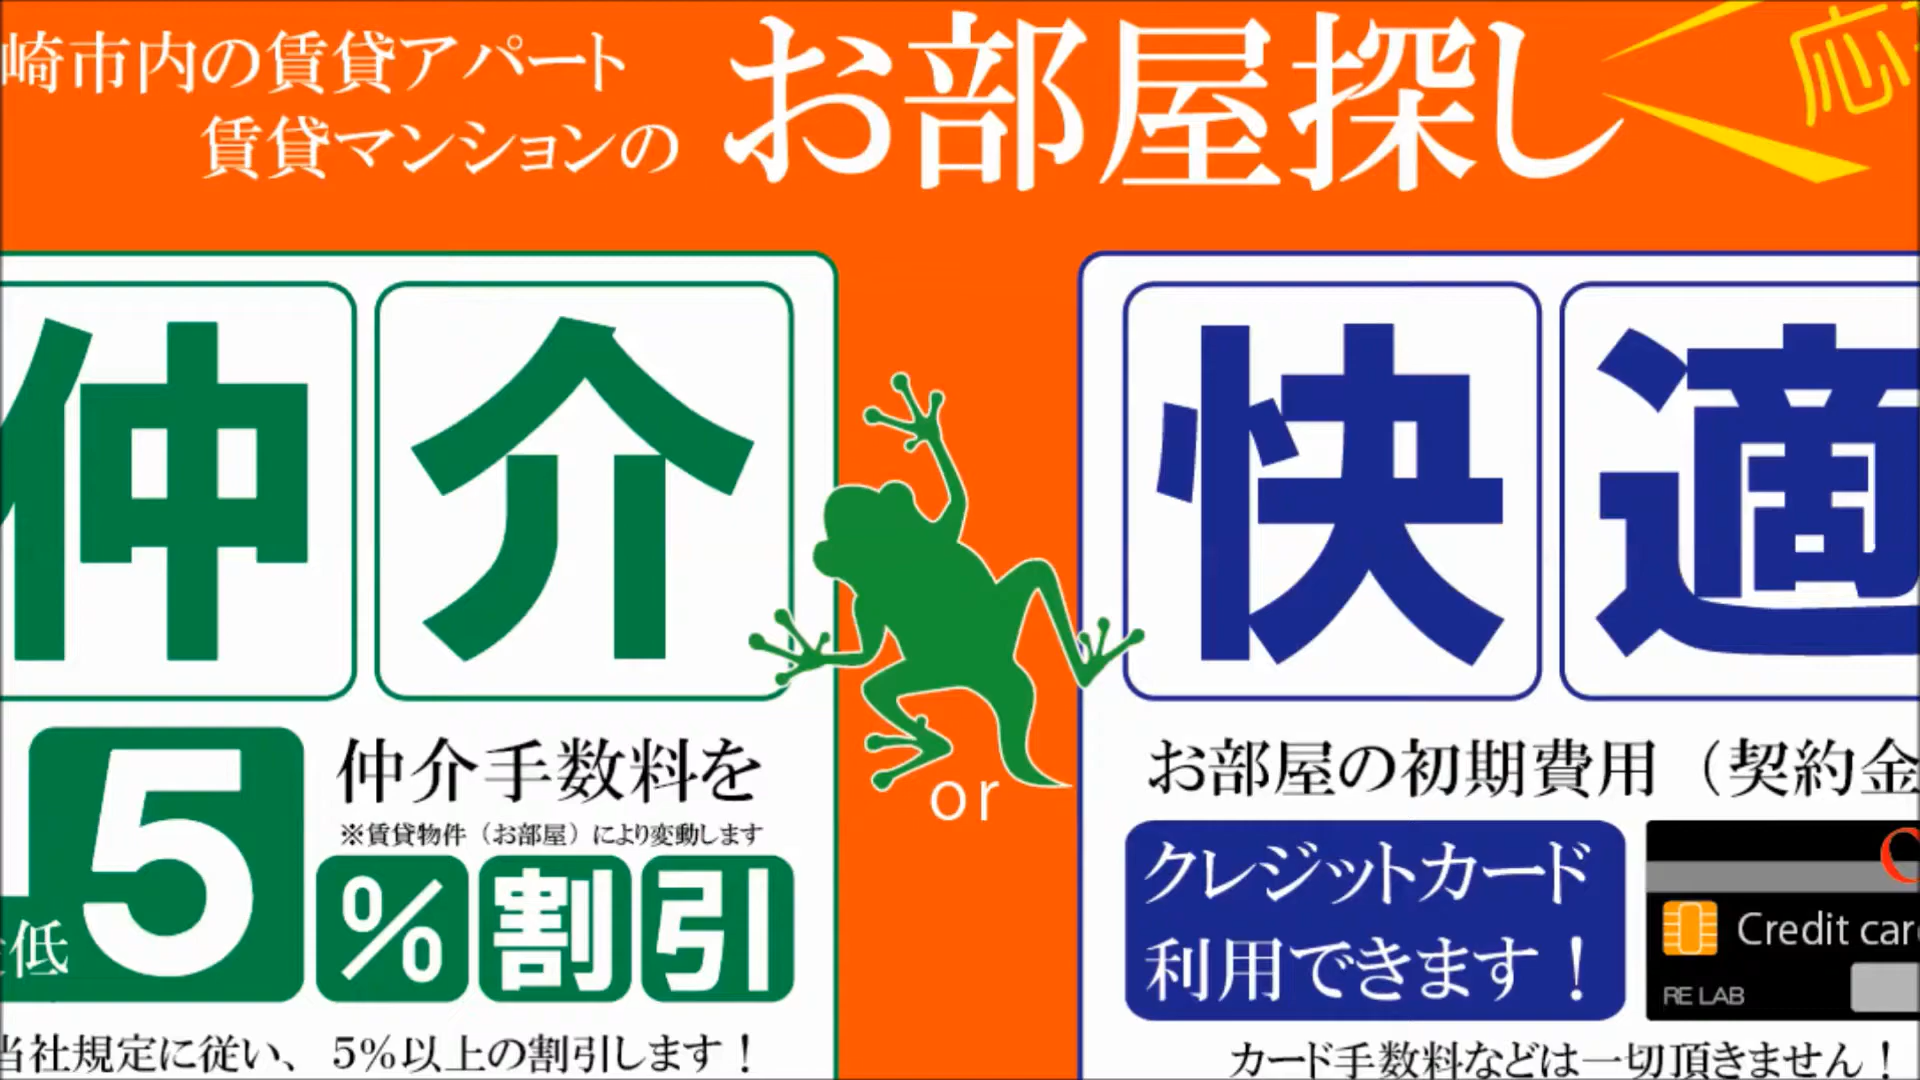 崎市内の賃貸アパート
賃貸マンションの
お部屋探し
応
仲介
快適
5
低
仲介手数料を
※賃貸物件（お部屋）により変動します
%割引
当社規定に従い、5%以上の割引します！
or
お部屋の初期費用（契約金
クレジットカード
利用できます！
Credit car
RE LAB
カード手数料などは一切頂きません！